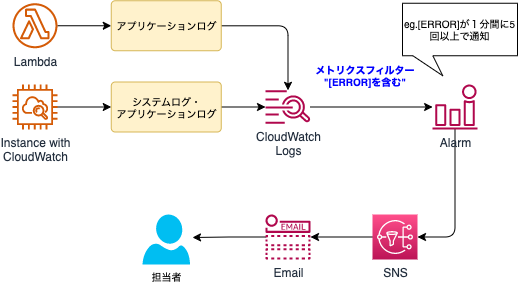 アプリケーションログ
eg.[ERROR]が１分間に5
回以上で通知
Lambda
メトリクスフィルター
"[ERROR]を含む"
システムログ・
アプリケーションログ
Instance with
CloudWatch
CloudWatch
Logs
Alarm
EMAIL
担当者
Email
SNS